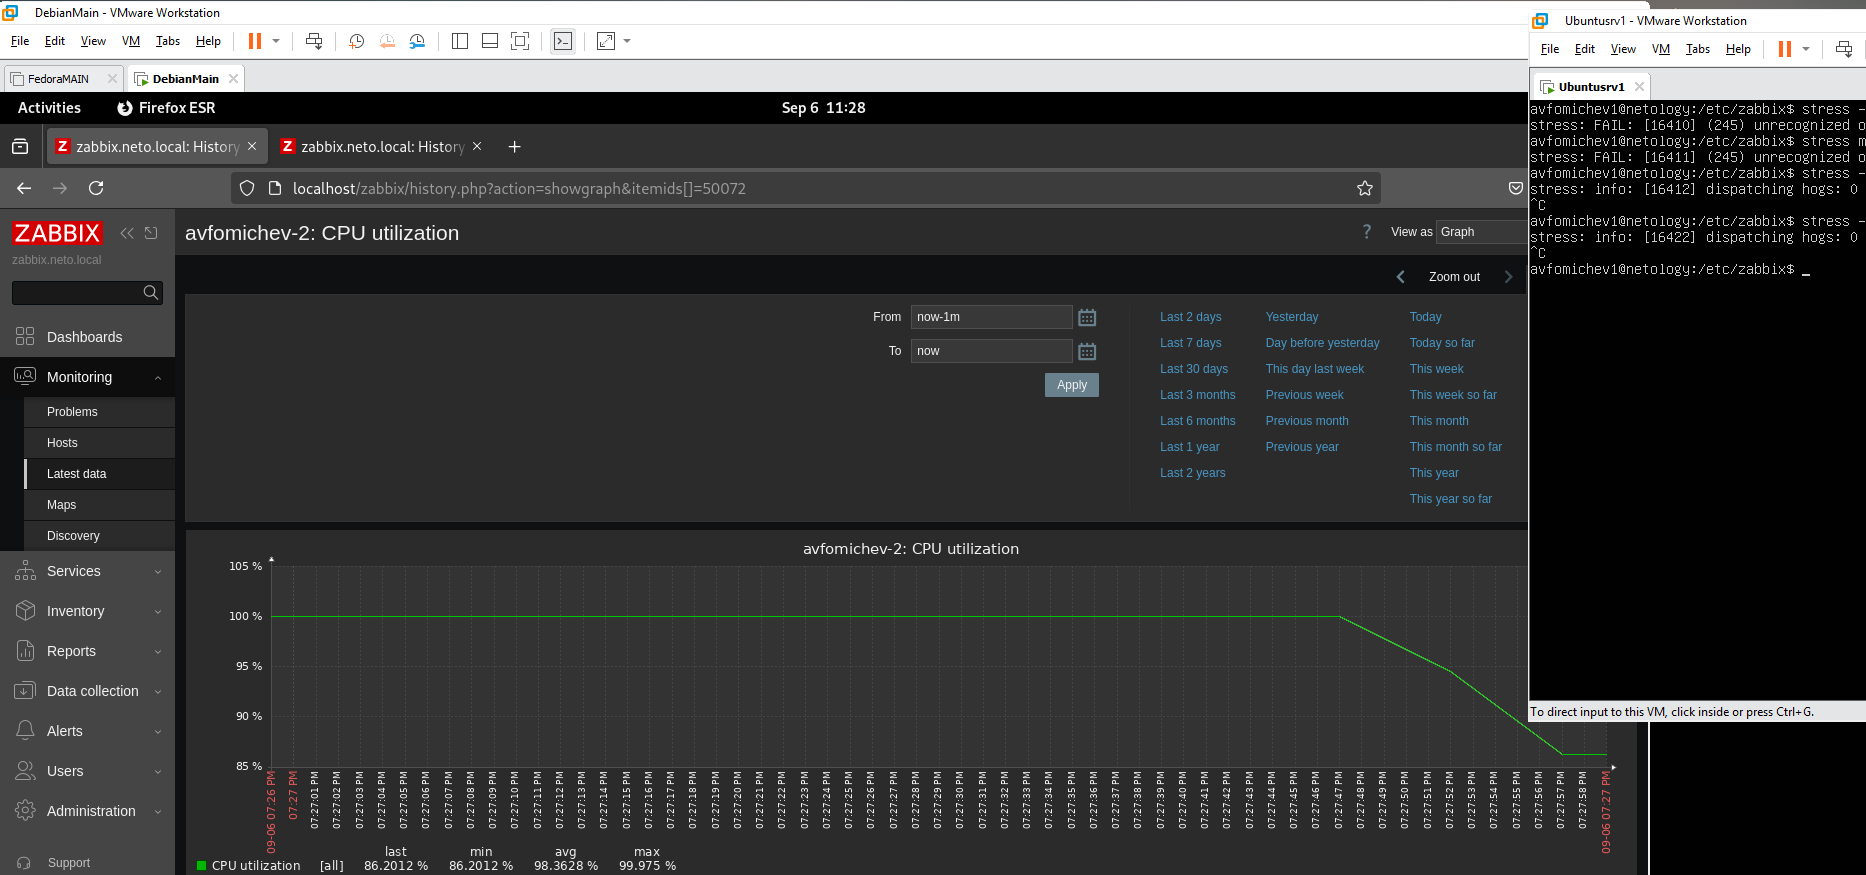 DebianMain - VMware Workstation
File Edit View VM Tabs Help
FedoraMAIN
DebianMain
Activities
Firefox ESR
Sep 6 11:28
zabbix.neto.local: History
zabbix.neto.local: History
localhost/zabbix/history.php?action=showgraph&itemids[]=50072
ZABBIX
zabbix.neto.local
Dashboards
Monitoring
Problems
Hosts
Latest data
Maps
Discovery
Services
Inventory
Reports
Data collection
Alerts
Users
Administration
Support
avfomichev-2: CPU utilization
? View as Graph
Zoom out
From now-1m
To now
Apply
Last 2 days Yesterday Today
Last 7 days Day before yesterday Today so far
Last 30 days This day last week This week
Last 3 months Previous week This week so far
Last 6 months Previous month This month
Last 1 year Previous year This month so far
Last 2 years This year
This year so far
avfomichev-2: CPU utilization
105 %
100 %
95 %
90 %
85 %
09-06 07:26 PM
07:27 PM
07:27:01 PM
07:27:02 PM
07:27:03 PM
07:27:04 PM
07:27:05 PM
07:27:06 PM
07:27:07 PM
07:27:08 PM
07:27:09 PM
07:27:10 PM
07:27:11 PM
07:27:12 PM
07:27:13 PM
07:27:14 PM
07:27:15 PM
07:27:16 PM
07:27:17 PM
07:27:18 PM
07:27:19 PM
07:27:20 PM
07:27:21 PM
07:27:22 PM
07:27:23 PM
07:27:24 PM
07:27:25 PM
07:27:26 PM
07:27:27 PM
07:27:28 PM
07:27:29 PM
07:27:30 PM
07:27:31 PM
07:27:32 PM
07:27:33 PM
07:27:34 PM
07:27:35 PM
07:27:36 PM
07:27:37 PM
07:27:38 PM
07:27:39 PM
07:27:40 PM
07:27:41 PM
07:27:42 PM
07:27:43 PM
07:27:44 PM
07:27:45 PM
07:27:46 PM
07:27:47 PM
07:27:48 PM
07:27:49 PM
07:27:50 PM
07:27:51 PM
07:27:52 PM
07:27:53 PM
07:27:54 PM
07:27:55 PM
07:27:56 PM
07:27:57 PM
07:27:58 PM
09-06 07:27 PM
last min avg max
CPU utilization [all] 86.2012 % 86.2012 % 98.3628 % 99.975 %
Ubuntusrv1 - VMware Workstation
File Edit View VM Tabs Help
Ubuntusrv1
avfomichev1@netology:/etc/zabbix$ stress -
stress: FAIL: [16410] (245) unrecognized o
avfomichev1@netology:/etc/zabbix$ stress m
stress: FAIL: [16411] (245) unrecognized o
avfomichev1@netology:/etc/zabbix$ stress -
stress: info: [16412] dispatching hogs: 0
^C
avfomichev1@netology:/etc/zabbix$ stress -
stress: info: [16422] dispatching hogs: 0
^C
avfomichev1@netology:/etc/zabbix$ _
To direct input to this VM, click inside or press Ctrl+G.